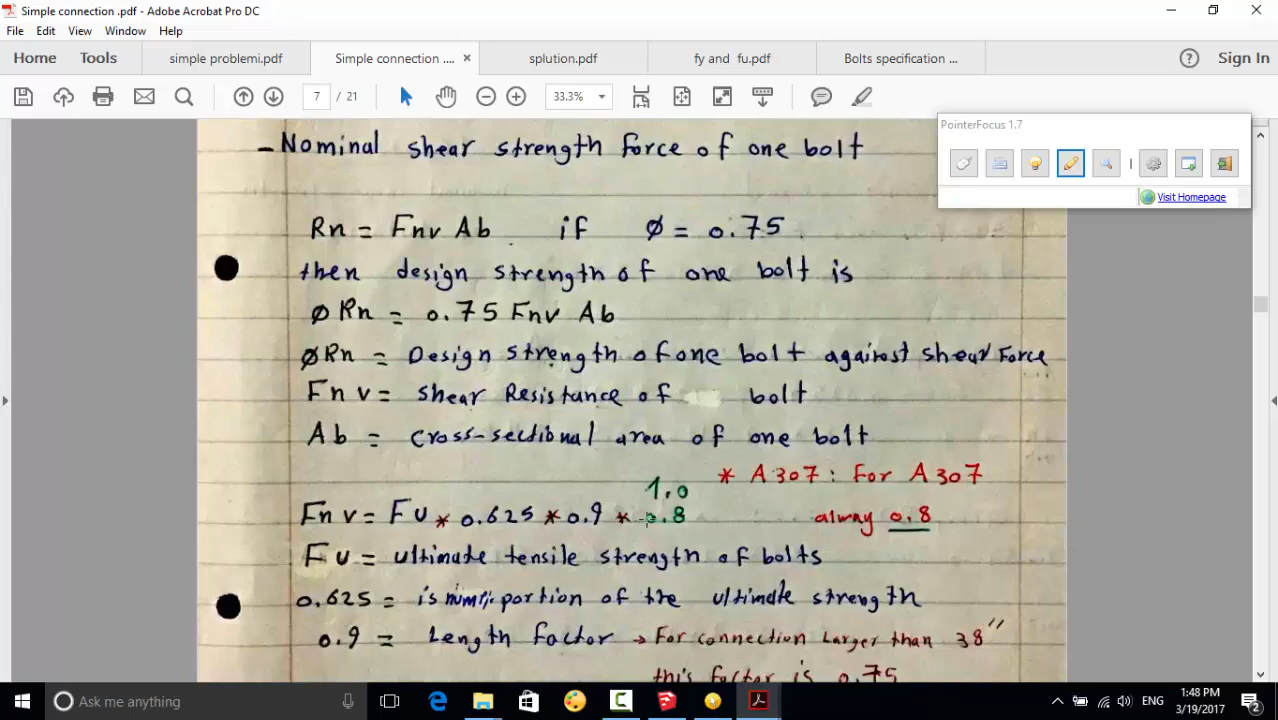 Simple connection .pdf - Adobe Acrobat Pro DC
File Edit View Window Help
Home Tools simple problemi.pdf Simple connection .... × splution.pdf fy and fu.pdf Bolts specification ... Sign In
7 / 21 33.3%
PointerFocus 1.7
Visit Homepage
- Nominal shear strength force of one bolt
Rn = Fnv Ab if Ø = 0.75
then design strength of one bolt is
Ø Rn = 0.75 Fnv Ab
Ø Rn = Design strength of one bolt against shear Force
Fnv = shear Resistance of bolt
Ab = cross-sectional area of one bolt
* A307: For A307
1.0
Fnv = Fu * 0.625 * 0.9 * 0.8 alway 0.8
Fu = ultimate tensile strength of bolts
0.625 = is portion of the ultimate strength
0.9 = Length factor → For connection Larger than 38"
this factor is 0.75
Ask me anything
ENG
1:48 PM
3/19/2017
2